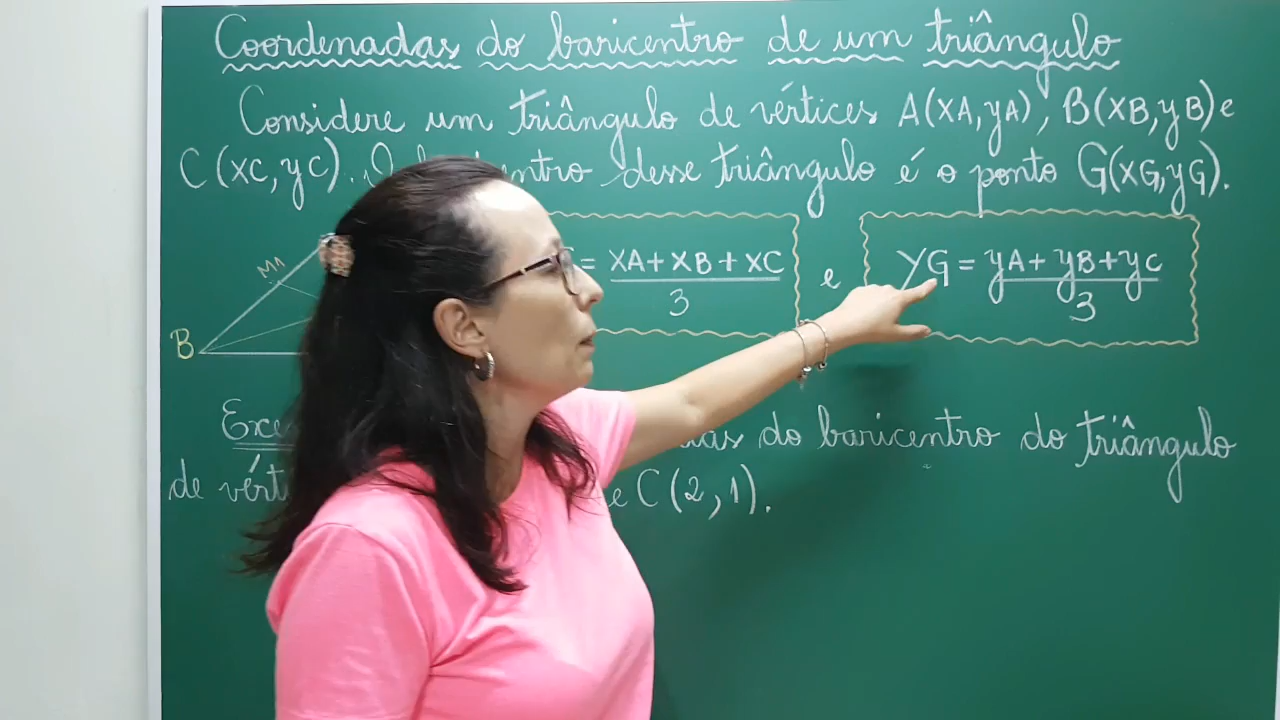 Coordenadas do baricentro de um triângulo
Considere um triângulo de vértices A(XA,yA), B(XB,yB) e
C(XC,yC). desse triângulo é o ponto G(XG,yG).
M1
= XA + XB + XC
3
e
YG = yA + yB + yC
3
B
do baricentro do triângulo
de e C(2,1).